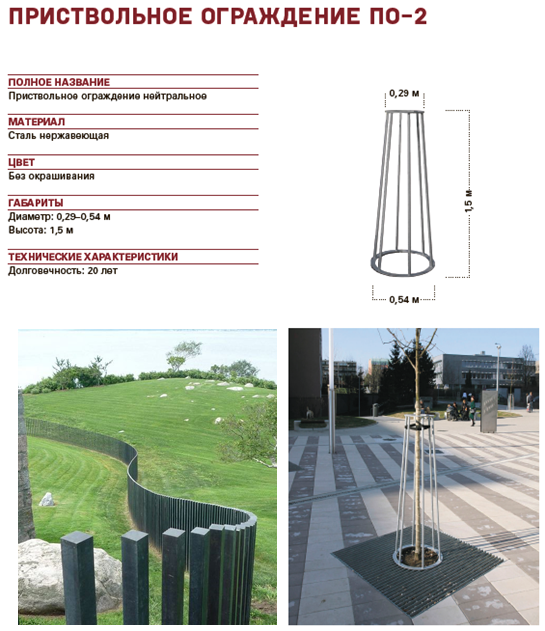 ПРИСТВОЛЬНОЕ ОГРАЖДЕНИЕ ПО-2
ПОЛНОЕ НАЗВАНИЕ
Приствольное ограждение нейтральное
МАТЕРИАЛ
Сталь нержавеющая
ЦВЕТ
Без окрашивания
ГАБАРИТЫ
Диаметр: 0,29–0,54 м
Высота: 1,5 м
ТЕХНИЧЕСКИЕ ХАРАКТЕРИСТИКИ
Долговечность: 20 лет
0,29 м
1,5 м
0,54 м